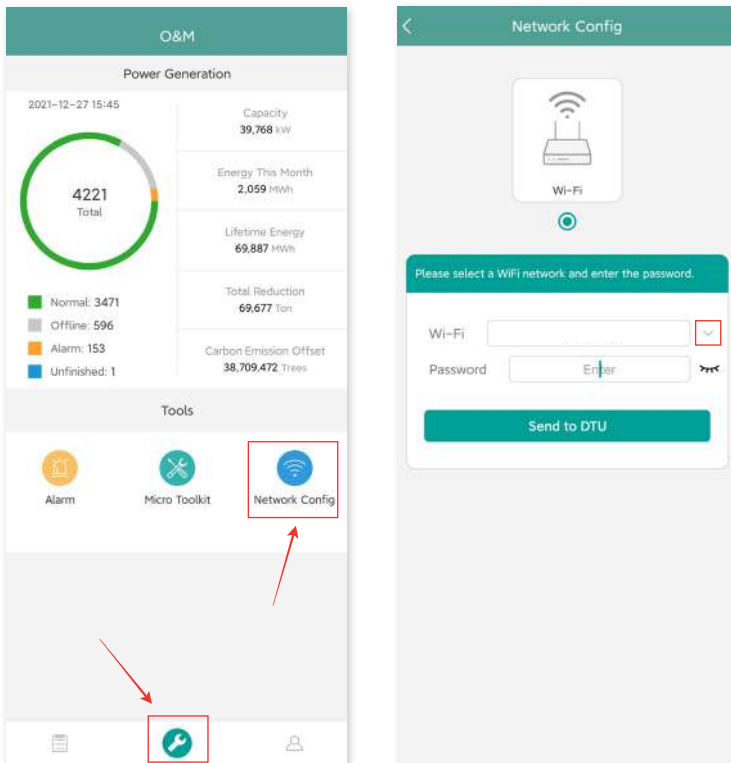 O&M
Power Generation
2021-12-27 15:45
4221
Total
Normal: 3471
Offline: 596
Alarm: 153
Unfinished: 1
Capacity
39,768 kW
Energy This Month
2,059 MWh
Lifetime Energy
69,887 MWh
Total Reduction
69,677 Ton
Carbon Emission Offset
38,709,472 Trees
Tools
Alarm
Micro Toolkit
Network Config
Network Config
Wi-Fi
Please select a WiFi network and enter the password.
Wi-Fi
Password
Enter
Send to DTU